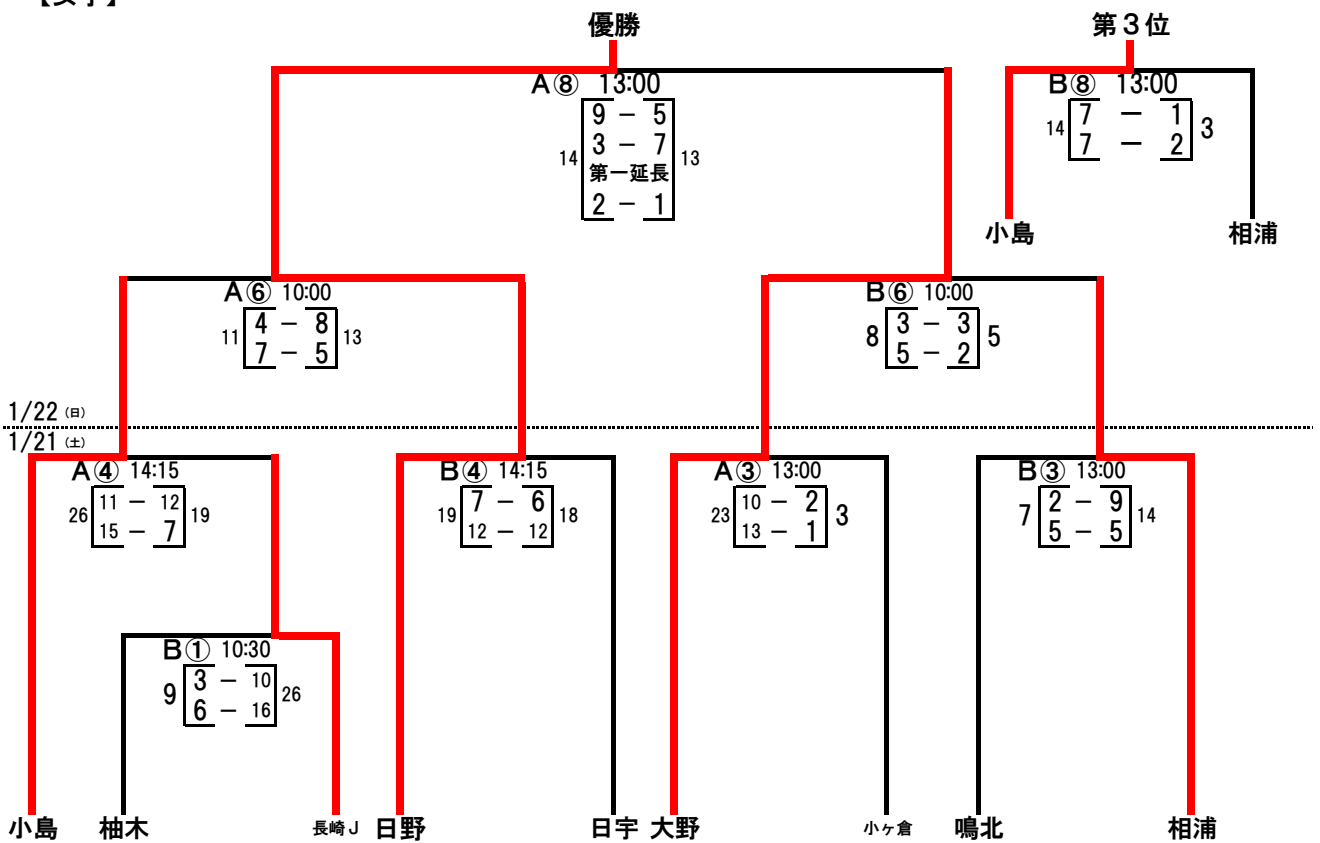 【女子】
優勝
第３位
A⑧ 13:00
B⑧ 13:00
9 － 5
3 － 7
14
13
第一延長
2 － 1
7 － 1
14
3
7 － 2
小島
相浦
A⑥ 10:00
4 － 8
11
13
7 － 5
B⑥ 10:00
3 － 3
8
5
5 － 2
1/22 (日)
1/21 (土)
A④ 14:15
11 － 12
26
19
15 － 7
B④ 14:15
7 － 6
19
18
12 － 12
A③ 13:00
10 － 2
23
3
13 － 1
B③ 13:00
2 － 9
7
14
5 － 5
B① 10:30
3 － 10
9
26
6 － 16
小島
柚木
長崎Ｊ
日野
日宇
大野
小ヶ倉
鳴北
相浦